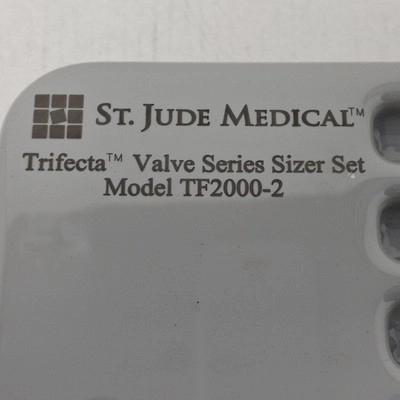 St. Jude Medical™
Trifecta™ Valve Series Sizer Set
Model TF2000-2